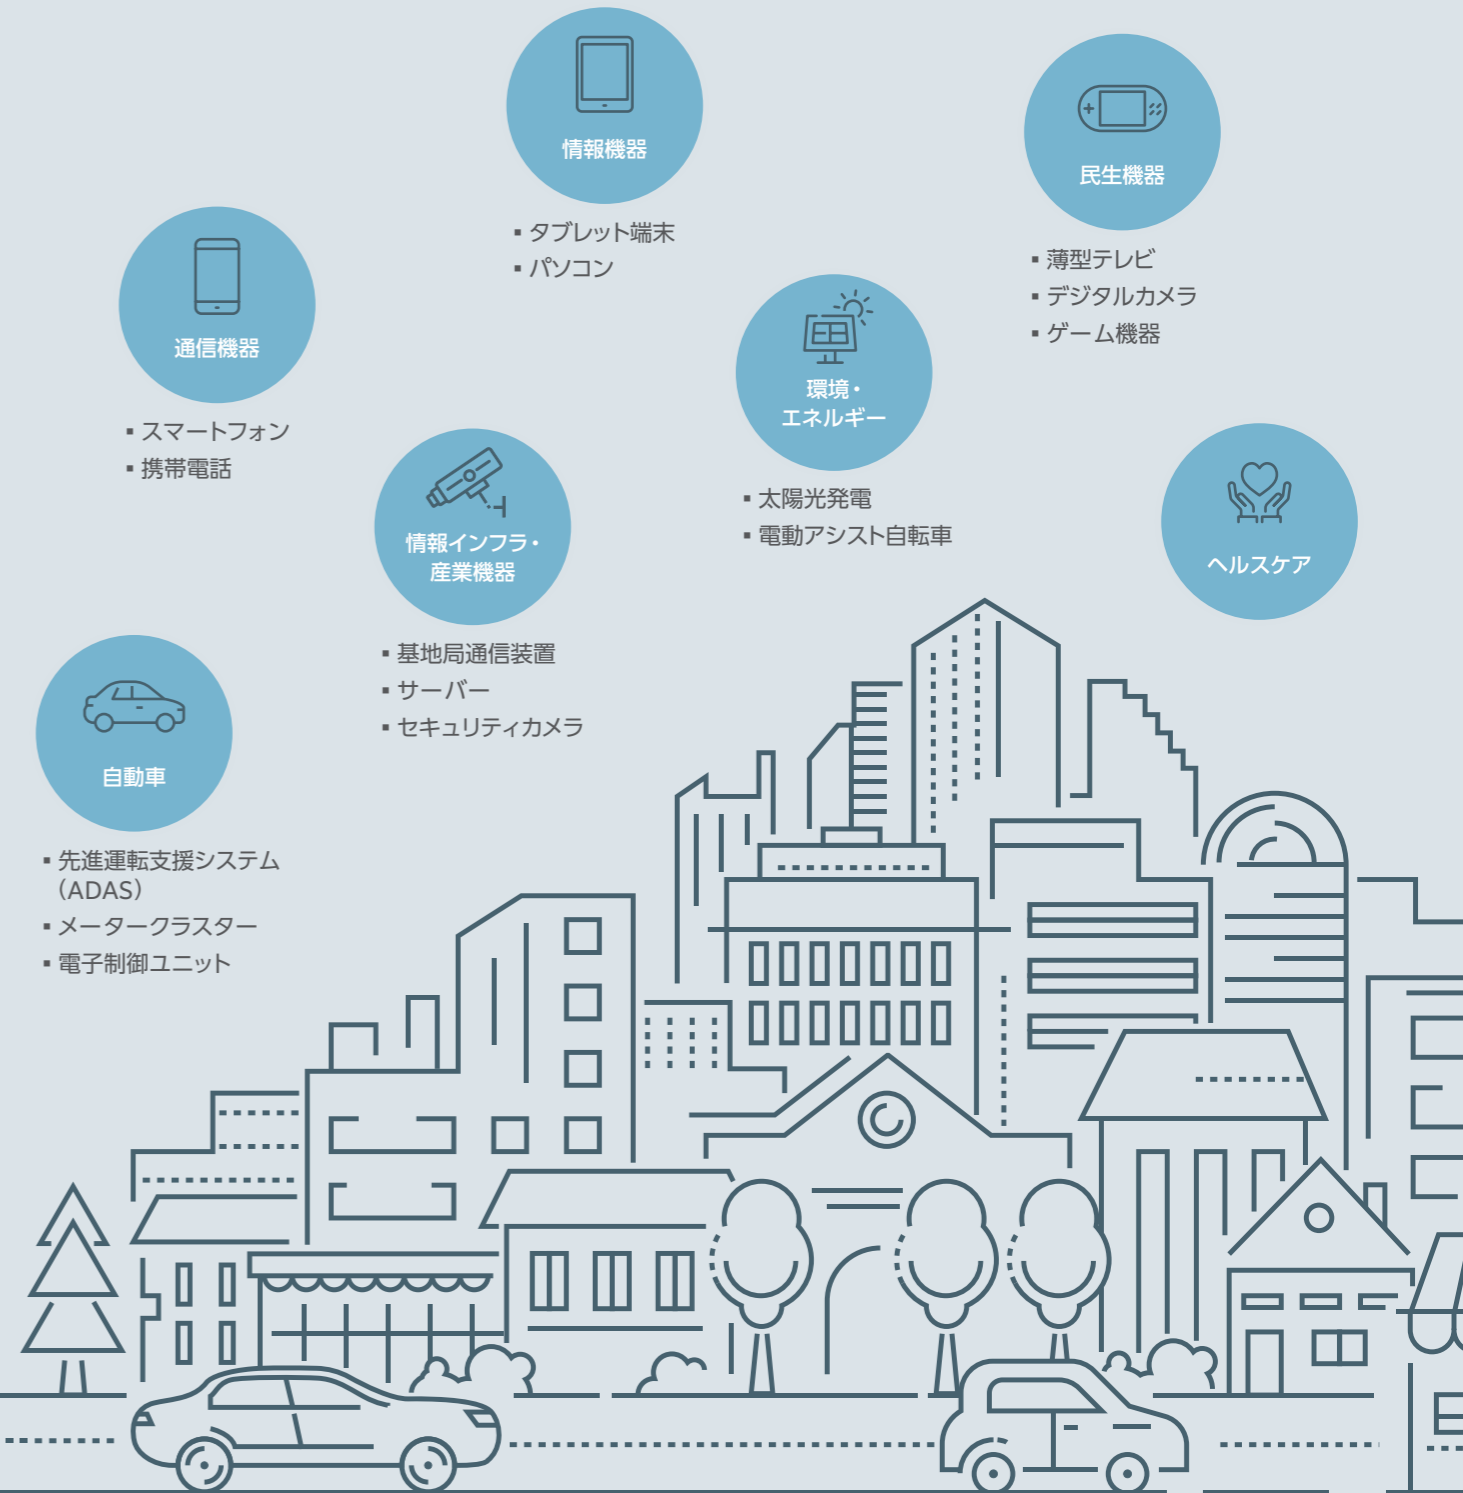 情報機器
▪ タブレット端末
▪ パソコン
民生機器
▪ 薄型テレビ
▪ デジタルカメラ
▪ ゲーム機器
通信機器
▪ スマートフォン
▪ 携帯電話
環境・
エネルギー
▪ 太陽光発電
▪ 電動アシスト自転車
情報インフラ・
産業機器
▪ 基地局通信装置
▪ サーバー
▪ セキュリティカメラ
ヘルスケア
自動車
▪ 先進運転支援システム
（ADAS）
▪ メータークラスター
▪ 電子制御ユニット